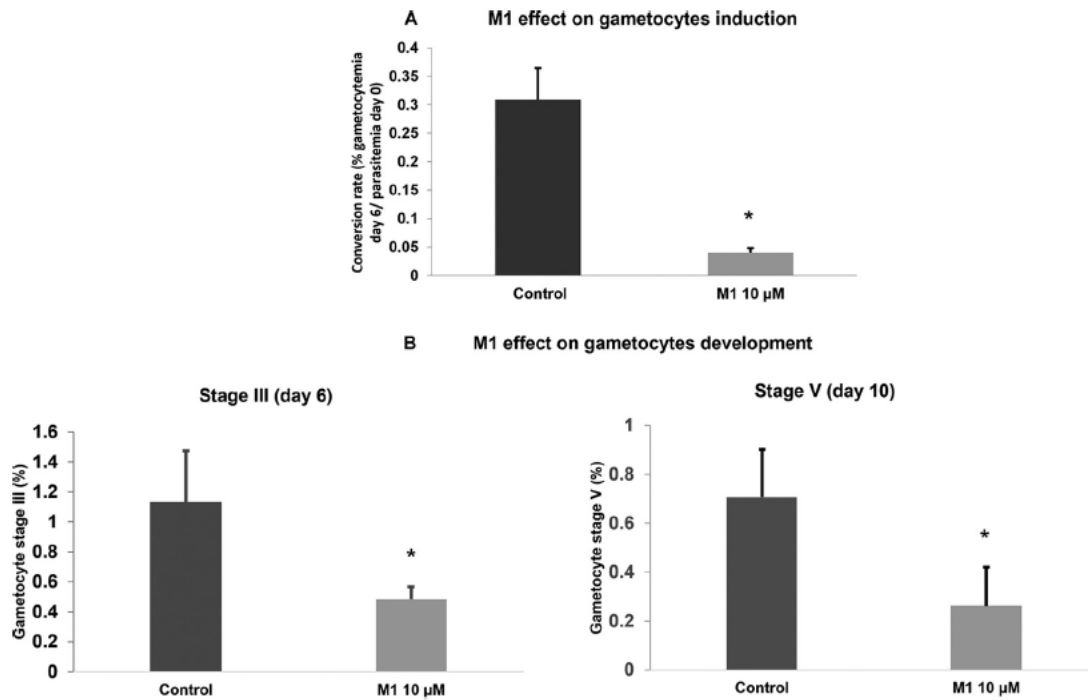 A M1 effect on gametocytes induction
Conversion rate (% gametocytemia
day 6/ parasitemia day 0)
0.4
0.35
0.3
0.25
0.2
0.15
0.1
0.05
0
*
Control M1 10 µM
B M1 effect on gametocytes development
Stage III (day 6)
Gametocyte stage III (%)
1.6
1.4
1.2
1
0.8
0.6
0.4
0.2
0
*
Control M1 10 µM
Stage V (day 10)
Gametocyte stage V (%)
1
0.8
0.6
0.4
0.2
0
*
Control M1 10 µM